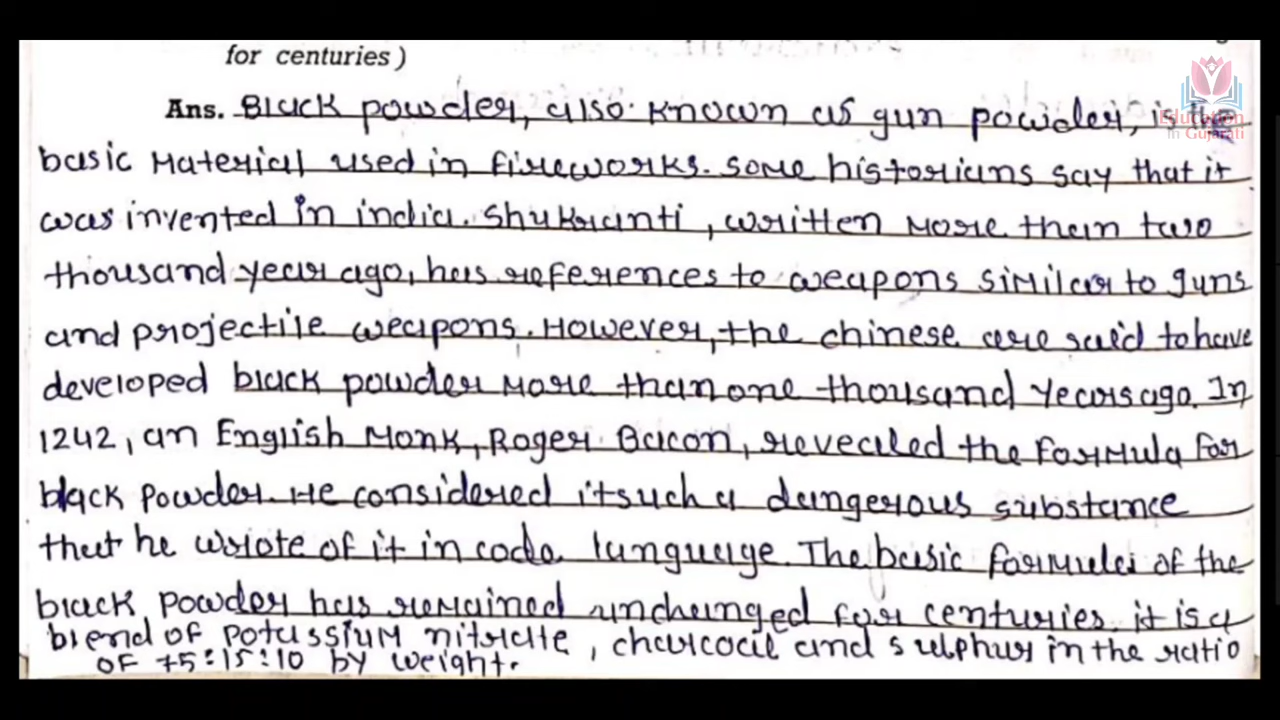 for centuries)
Ans. Black powder, also known as gun powder, is the
basic material used in fireworks. Some historians say that it
was invented in india. Shukranti, written more than two
thousand year ago, has references to weapons similar to guns
and projectile weapons. However, the chinese are said to have
developed black powder more than one thousand years ago. In
1242, an English Monk, Roger Bacon, revealed the formula for
black powder. He considered it such a dangerous substance
that he wrote of it in code language. The basic formula of the
black powder has remained unchanged for centuries. it is a
blend of potassium nitrate, charcoal and sulphur in the ratio
of 75:15:10 by weight.
Education
in Gujarati